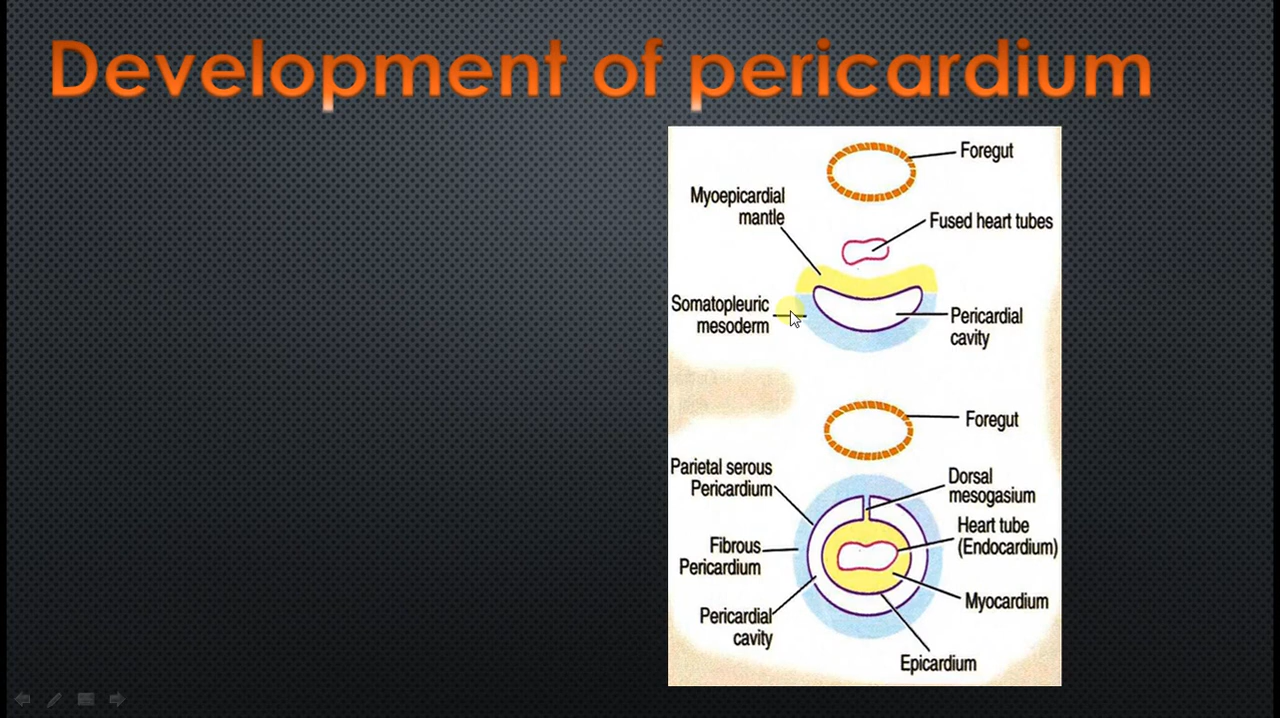 Development of pericardium
Foregut
Myoepicardial
mantle
Fused heart tubes
Somatopleuric
mesoderm
Pericardial
cavity
Foregut
Parietal serous
Pericardium
Dorsal
mesogasium
Heart tube
(Endocardium)
Fibrous
Pericardium
Myocardium
Pericardial
cavity
Epicardium